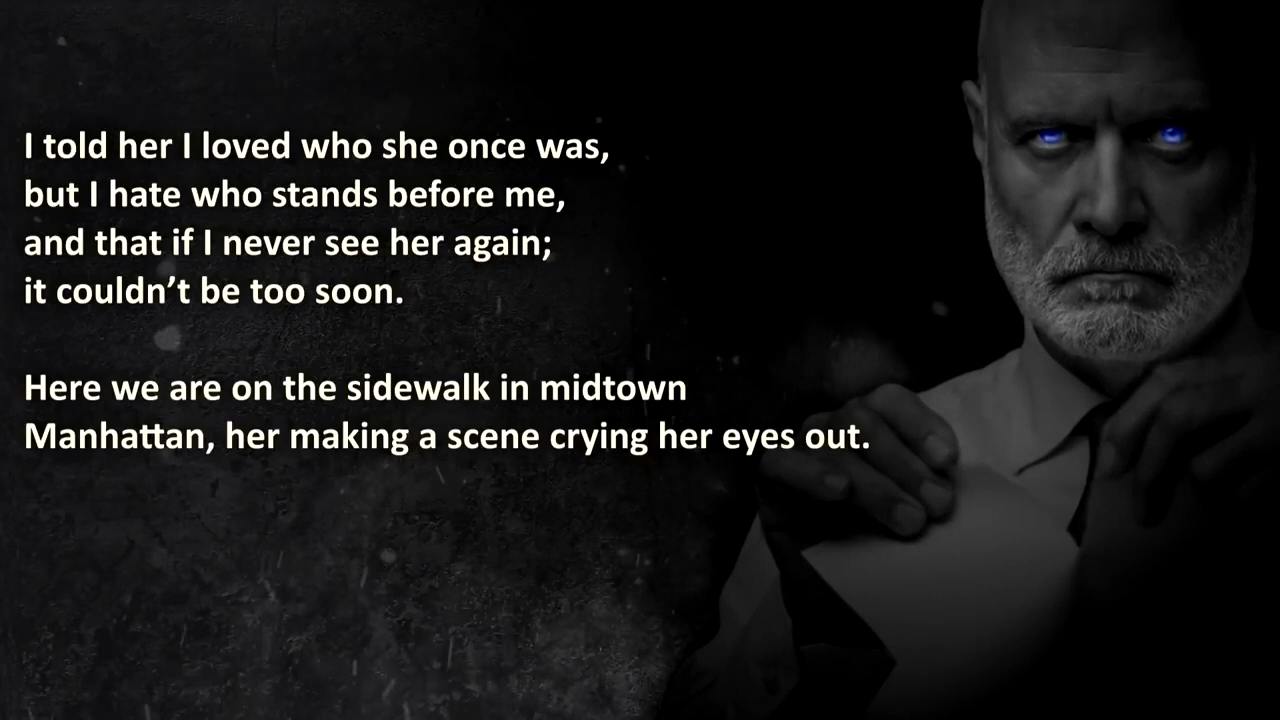 I told her I loved who she once was,
but I hate who stands before me,
and that if I never see her again;
it couldn’t be too soon.
Here we are on the sidewalk in midtown
Manhattan, her making a scene crying her eyes out.